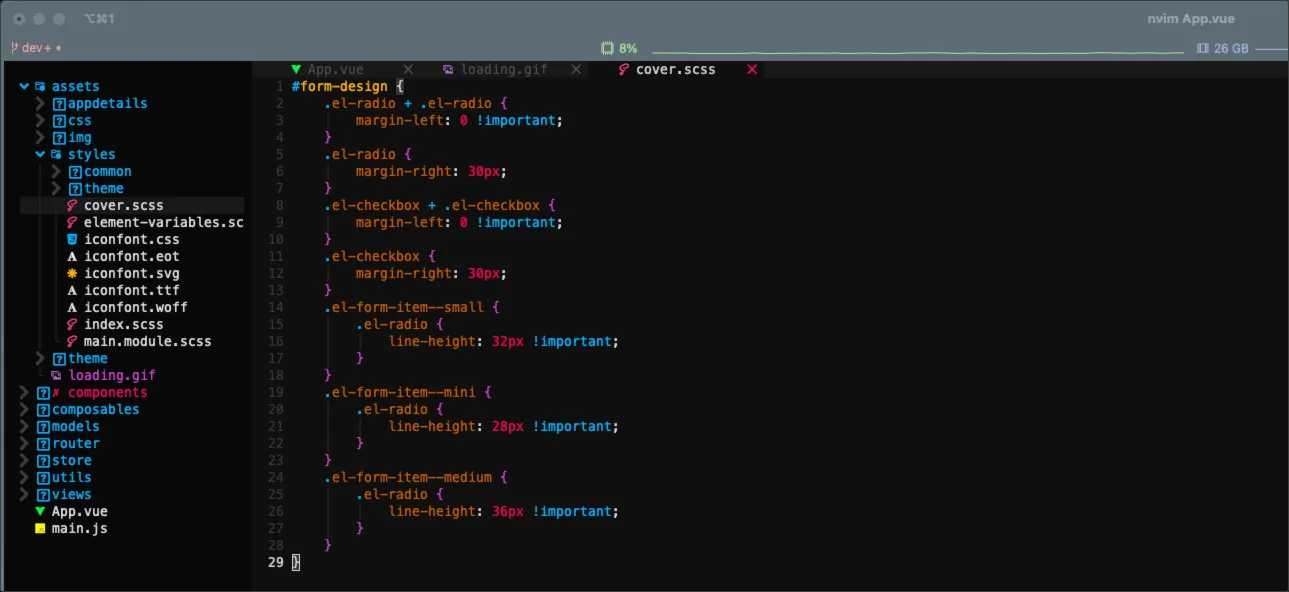 ⌥⌘1
nvim App.vue
dev+ •
8%
26 GB
App.vue
loading.gif
cover.scss
assets
appdetails
css
img
styles
common
theme
cover.scss
element-variables.sc
iconfont.css
iconfont.eot
iconfont.svg
iconfont.ttf
iconfont.woff
index.scss
main.module.scss
theme
loading.gif
✗ components
composables
models
router
store
utils
views
App.vue
main.js
1 #form-design {
2 .el-radio + .el-radio {
3 margin-left: 0 !important;
4 }
5 .el-radio {
6 margin-right: 30px;
7 }
8 .el-checkbox + .el-checkbox {
9 margin-left: 0 !important;
10 }
11 .el-checkbox {
12 margin-right: 30px;
13 }
14 .el-form-item--small {
15 .el-radio {
16 line-height: 32px !important;
17 }
18 }
19 .el-form-item--mini {
20 .el-radio {
21 line-height: 28px !important;
22 }
23 }
24 .el-form-item--medium {
25 .el-radio {
26 line-height: 36px !important;
27 }
28 }
29 }